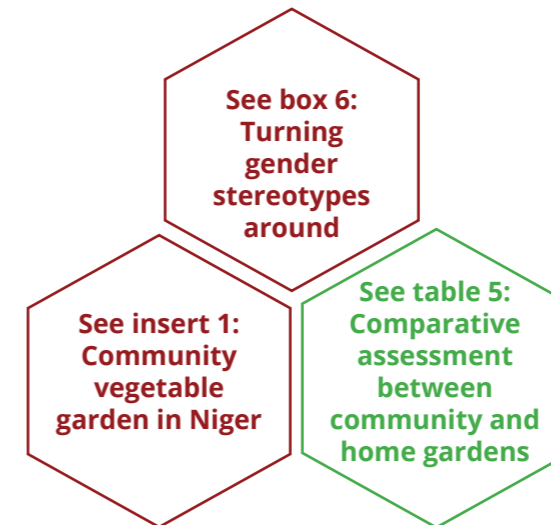 See box 6:
Turning
gender
stereotypes
around
See insert 1:
Community
vegetable
garden in Niger
See table 5:
Comparative
assessment
between
community and
home gardens